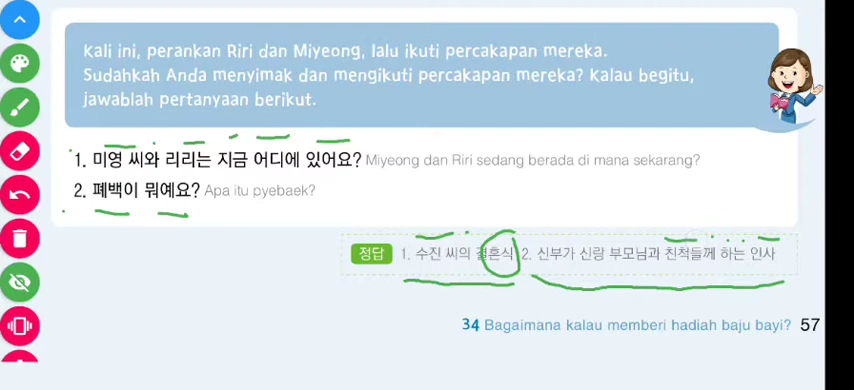 Kali ini, perankan Riri dan Miyeong, lalu ikuti percakapan mereka.
Sudahkah Anda menyimak dan mengikuti percakapan mereka? Kalau begitu,
jawablah pertanyaan berikut.
1. 미영 씨와 리리는 지금 어디에 있어요? Miyeong dan Riri sedang berada di mana sekarang?
2. 폐백이 뭐예요? Apa itu pyebaek?
정답 1. 수진 씨의 결혼식 2. 신부가 신랑 부모님과 친척들께 하는 인사
34 Bagaimana kalau memberi hadiah baju bayi? 57